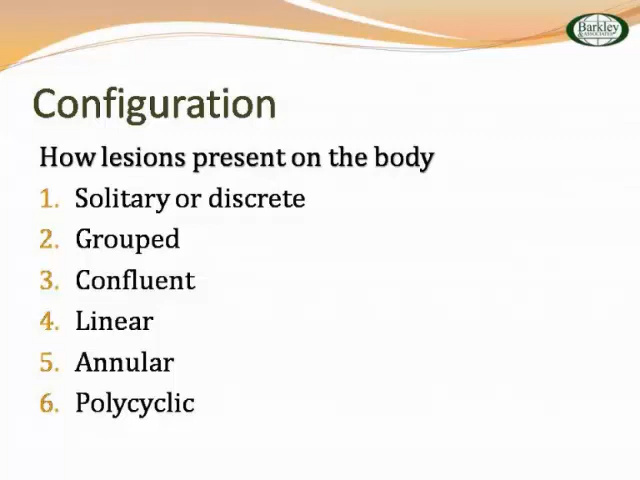 Barkley
& ASSOCIATES
Configuration
How lesions present on the body
1. Solitary or discrete
2. Grouped
3. Confluent
4. Linear
5. Annular
6. Polycyclic